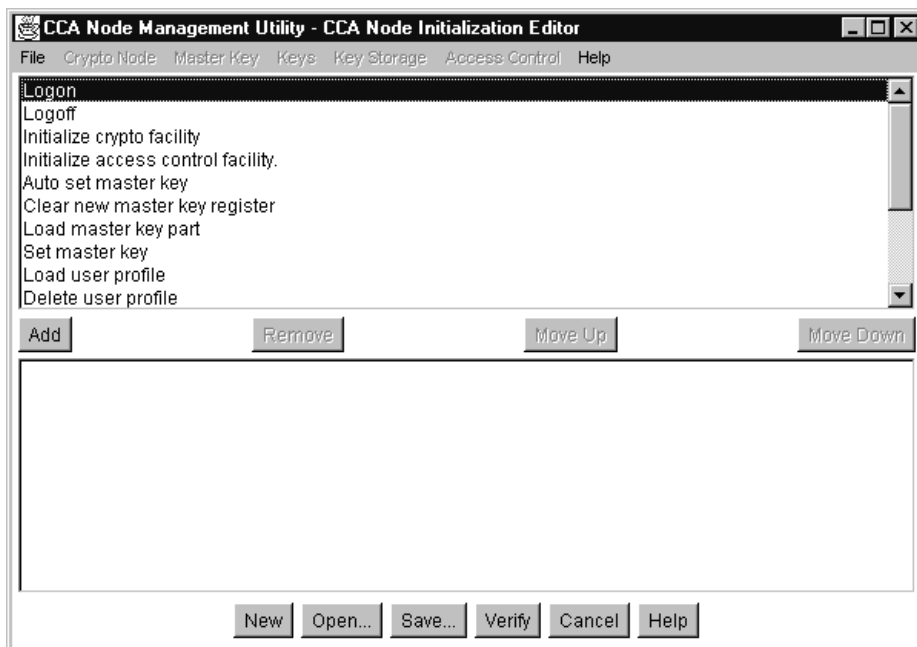 CCA Node Management Utility - CCA Node Initialization Editor
File Crypto Node Master Key Keys Key Storage Access Control Help
Logon
Logoff
Initialize crypto facility
Initialize access control facility.
Auto set master key
Clear new master key register
Load master key part
Set master key
Load user profile
Delete user profile
Add Remove Move Up Move Down
New Open... Save... Verify Cancel Help